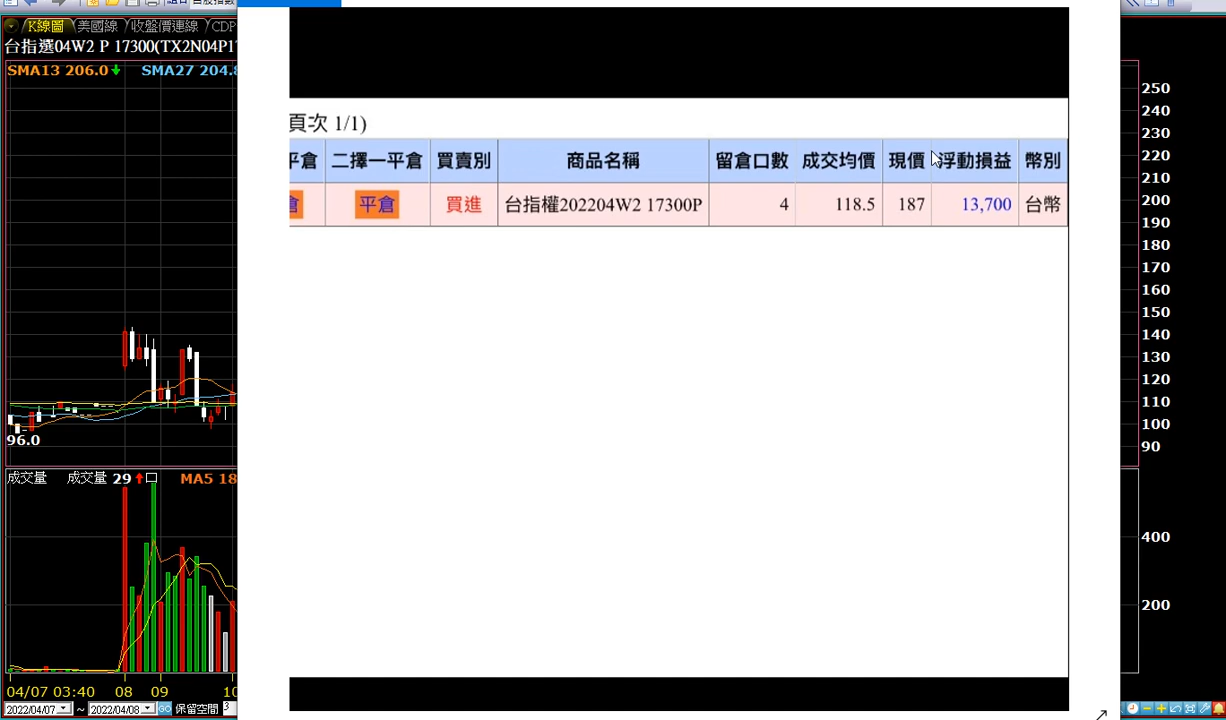 K線圖 美國線 收盤價連線 CDP
台指選04W2 P 17300(TX2N04P1
SMA13 206.0 SMA27 204.8
96.0
成交量 成交量 29 MA5 18
04/07 03:40 08 09 10
2022/04/07 ~ 2022/04/08 GO 保留空間 3
頁次 1/1)
平倉 二擇一平倉 買賣別 商品名稱 留倉口數 成交均價 現價 浮動損益 幣別
倉 平倉 買進 台指權202204W2 17300P 4 118.5 187 13,700 台幣
250
240
230
220
210
200
190
180
170
160
150
140
130
120
110
100
90
400
200